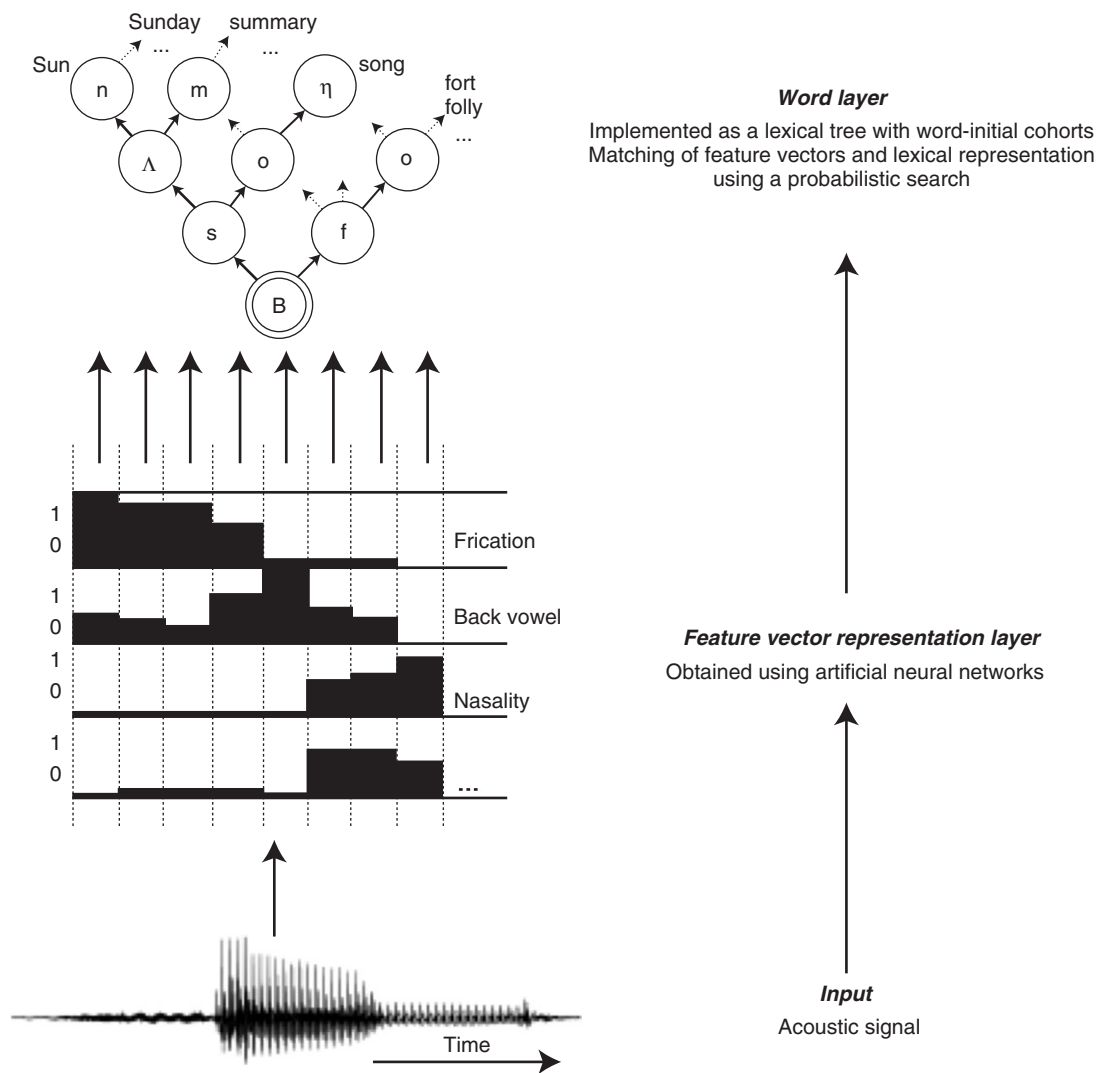 Sunday
...
summary
...
Sun
n
m
η
song
fort
folly
...
Λ
o
o
s
f
B
1
0
Frication
1
0
Back vowel
1
0
Nasality
1
0
...
Time
Word layer
Implemented as a lexical tree with word-initial cohorts
Matching of feature vectors and lexical representation
using a probabilistic search
Feature vector representation layer
Obtained using artificial neural networks
Input
Acoustic signal